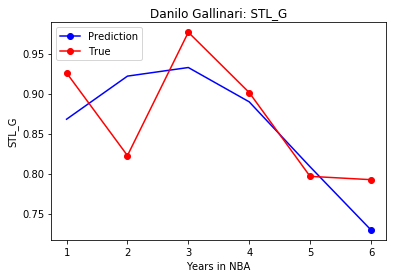 Danilo Gallinari: STL_G
Prediction
True
0.95
0.90
0.85
0.80
0.75
STL_G
1 2 3 4 5 6
Years in NBA